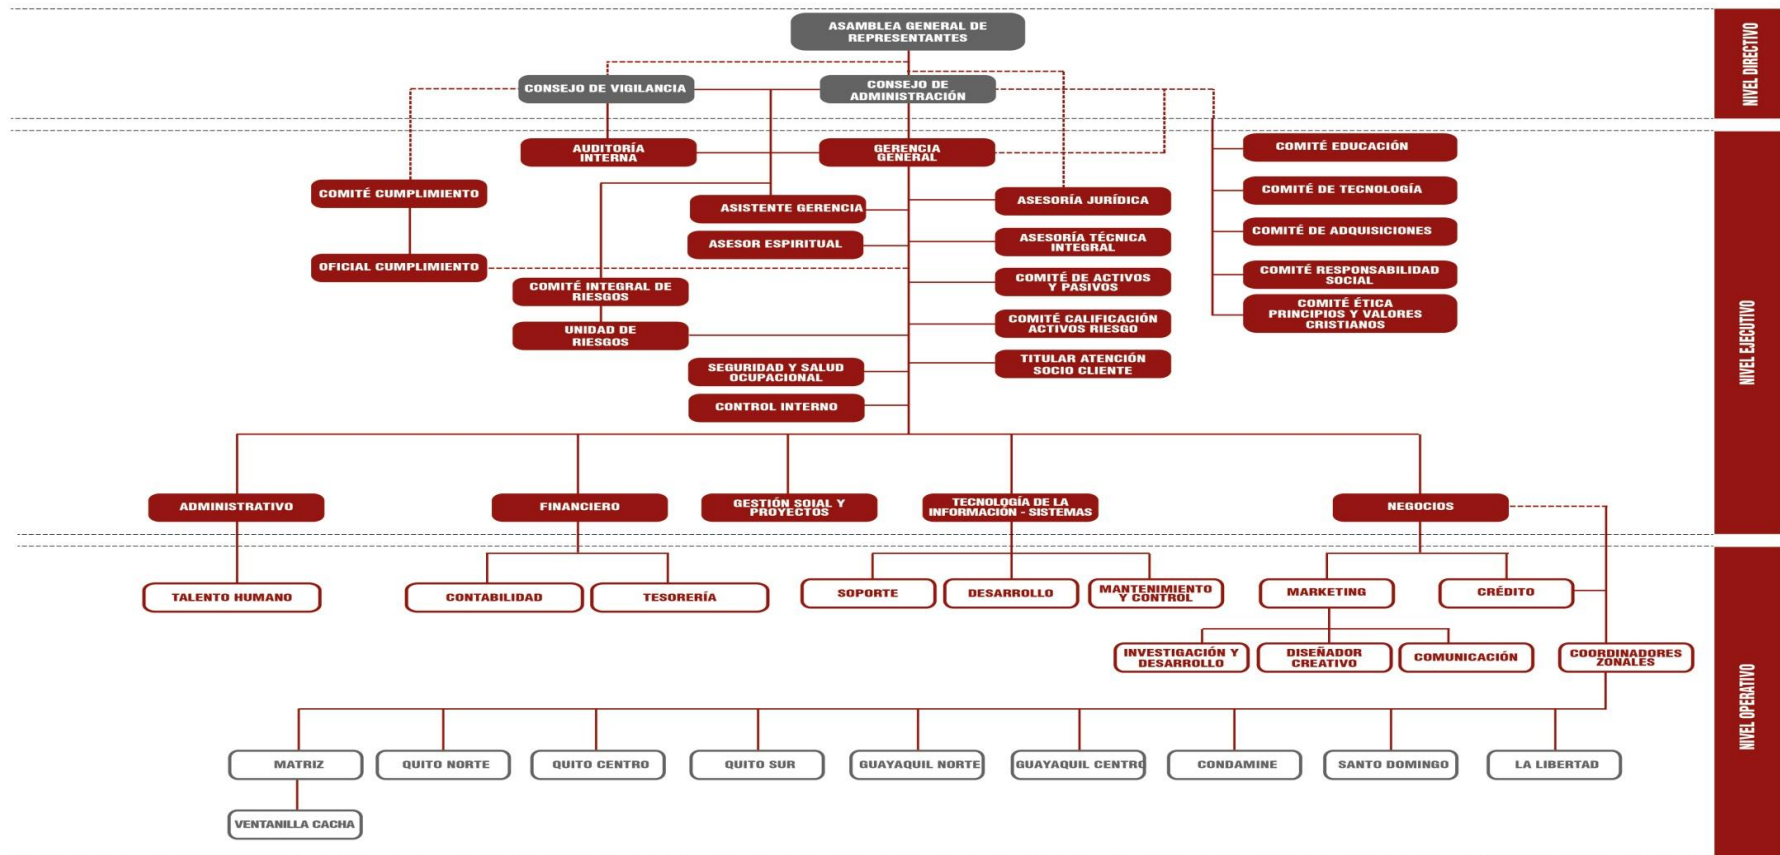 ASAMBLEA GENERAL DE
REPRESENTANTES
CONSEJO DE VIGILANCIA
CONSEJO DE
ADMINISTRACIÓN
NIVEL DIRECTIVO
AUDITORÍA
INTERNA
GERENCIA
GENERAL
COMITÉ EDUCACIÓN
COMITÉ CUMPLIMIENTO
COMITÉ DE TECNOLOGÍA
ASISTENTE GERENCIA
ASESORÍA JURÍDICA
COMITÉ DE ADQUISICIONES
ASESOR ESPIRITUAL
ASESORÍA TÉCNICA
INTEGRAL
OFICIAL CUMPLIMIENTO
COMITÉ RESPONSABILIDAD
SOCIAL
COMITÉ INTEGRAL DE
RIESGOS
COMITÉ DE ACTIVOS
Y PASIVOS
COMITÉ ÉTICA
PRINCIPIOS Y VALORES
CRISTIANOS
UNIDAD DE
RIESGOS
COMITÉ CALIFICACIÓN
ACTIVOS RIESGO
SEGURIDAD Y SALUD
OCUPACIONAL
TITULAR ATENCIÓN
SOCIO CLIENTE
CONTROL INTERNO
NIVEL EJECUTIVO
ADMINISTRATIVO
FINANCIERO
GESTIÓN SOIAL Y
PROYECTOS
TECNOLOGÍA DE LA
INFORMACIÓN - SISTEMAS
NEGOCIOS
TALENTO HUMANO
CONTABILIDAD
TESORERÍA
SOPORTE
DESARROLLO
MANTENIMIENTO
Y CONTROL
MARKETING
CRÉDITO
INVESTIGACIÓN Y
DESARROLLO
DISEÑADOR
CREATIVO
COMUNICACIÓN
COORDINADORES
ZONALES
NIVEL OPERATIVO
MATRIZ
QUITO NORTE
QUITO CENTRO
QUITO SUR
GUAYAQUIL NORTE
GUAYAQUIL CENTRO
CONDAMINE
SANTO DOMINGO
LA LIBERTAD
VENTANILLA CACHA